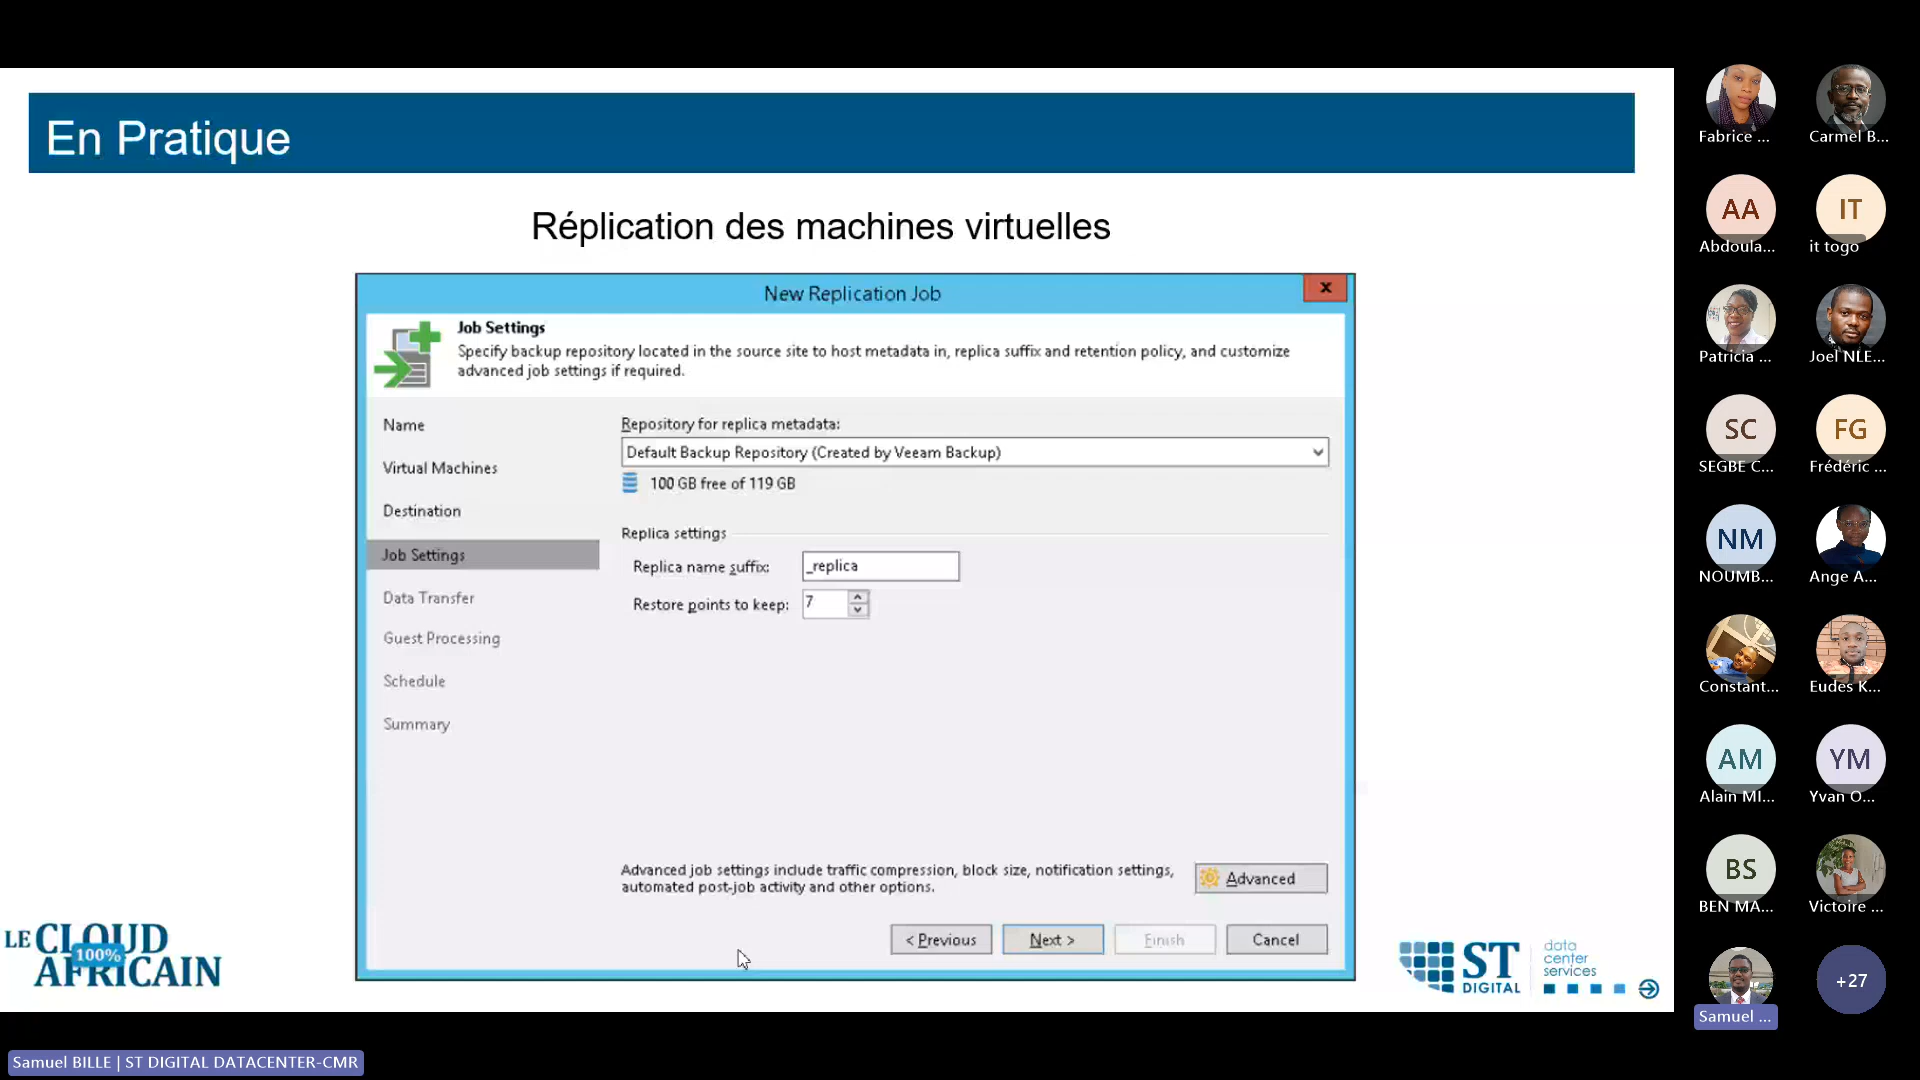 En Pratique
Réplication des machines virtuelles
New Replication Job
x
Job Settings
Specify backup repository located in the source site to host metadata in, replica suffix and retention policy, and customize
advanced job settings if required.
Name
Virtual Machines
Destination
Job Settings
Data Transfer
Guest Processing
Schedule
Summary
Repository for replica metadata:
Default Backup Repository (Created by Veeam Backup)
100 GB free of 119 GB
Replica settings
Replica name suffix: _replica
Restore points to keep: 7
Advanced job settings include traffic compression, block size, notification settings,
automated post-job activity and other options.
Advanced
< Previous
Next >
Finish
Cancel
LE CLOUD
100%
AFRICAIN
ST
DIGITAL
data
center
services
Samuel BILLE | ST DIGITAL DATACENTER-CMR
Fabrice ...
Carmel B...
AA
Abdoula...
IT
it togo
Patricia ...
Joel NLE...
SC
SEGBE C...
FG
Frédéric ...
NM
NOUMB...
Ange A...
Constant...
Eudes K...
AM
Alain MI...
YM
Yvan O...
BS
BEN MA...
Victoire ...
Samuel ...
+27